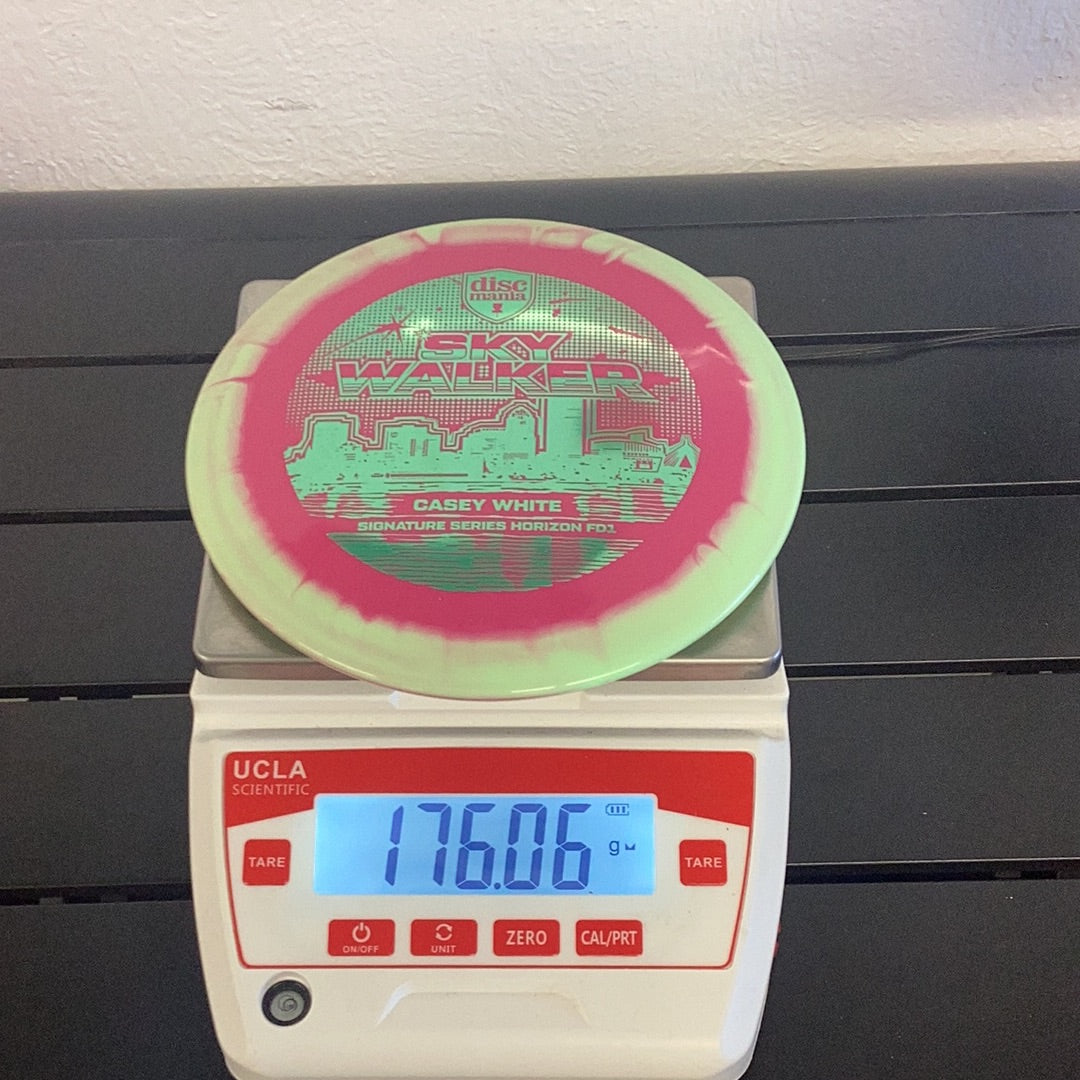 disc
mania
SKY
WALKER
CASEY WHITE
SIGNATURE SERIES HORIZON FD1
UCLA
SCIENTIFIC
176.06 g
TARE
TARE
ON/OFF
UNIT
ZERO
CAL/PRT